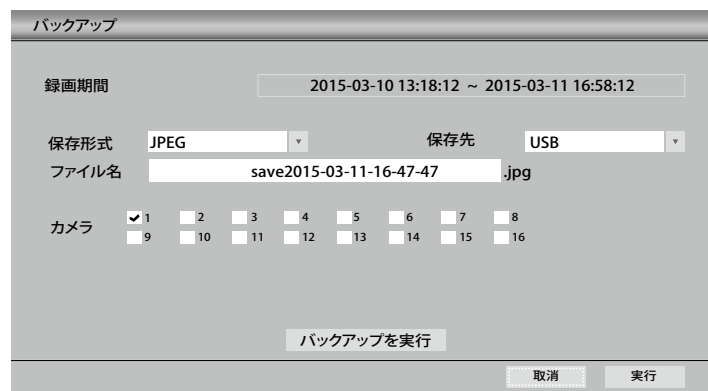 バックアップ
録画期間 2015-03-10 13:18:12 ~ 2015-03-11 16:58:12
保存形式 JPEG 保存先 USB
ファイル名 save2015-03-11-16-47-47 .jpg
カメラ 1 2 3 4 5 6 7 8
9 10 11 12 13 14 15 16
バックアップを実行
取消 実行